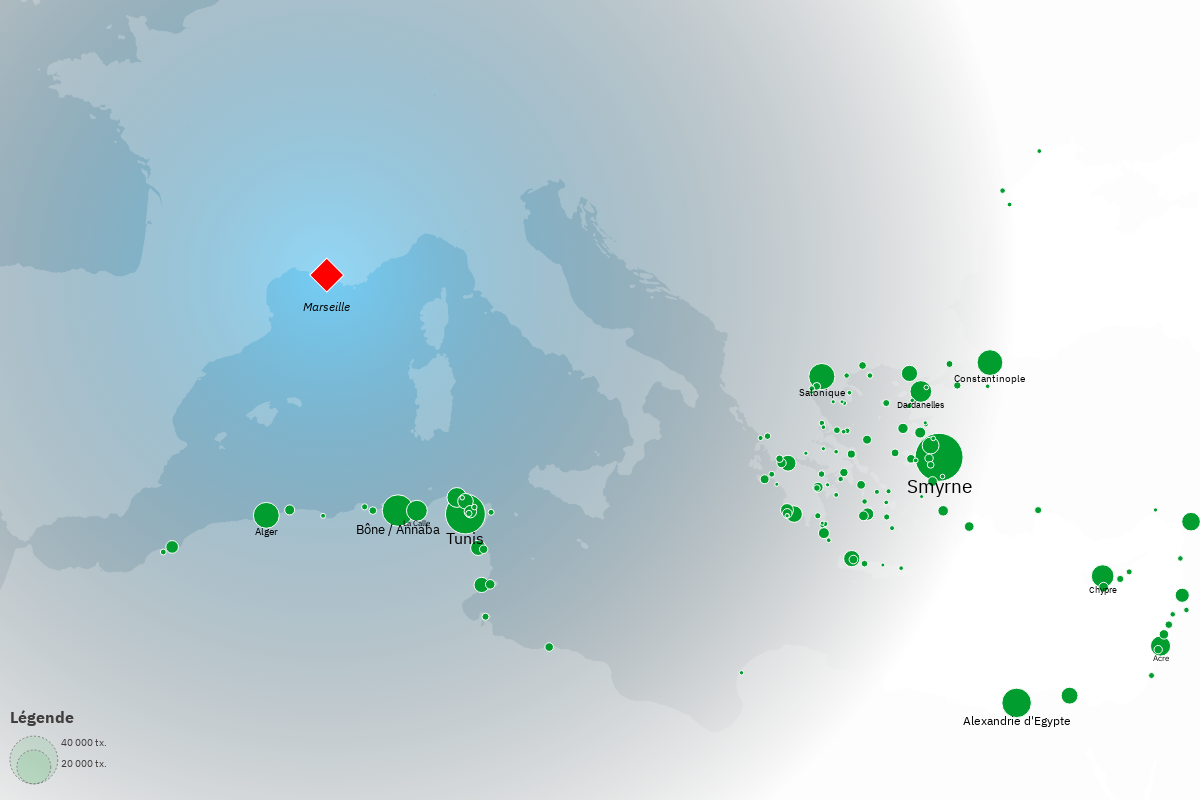 Marseille
Constantinople
Salonique
Dardanelles
Smyrne
La Calle
Bône / Annaba
Alger
Tunis
Chypre
Acre
Alexandrie d'Egypte
Légende
40 000 tx.
20 000 tx.